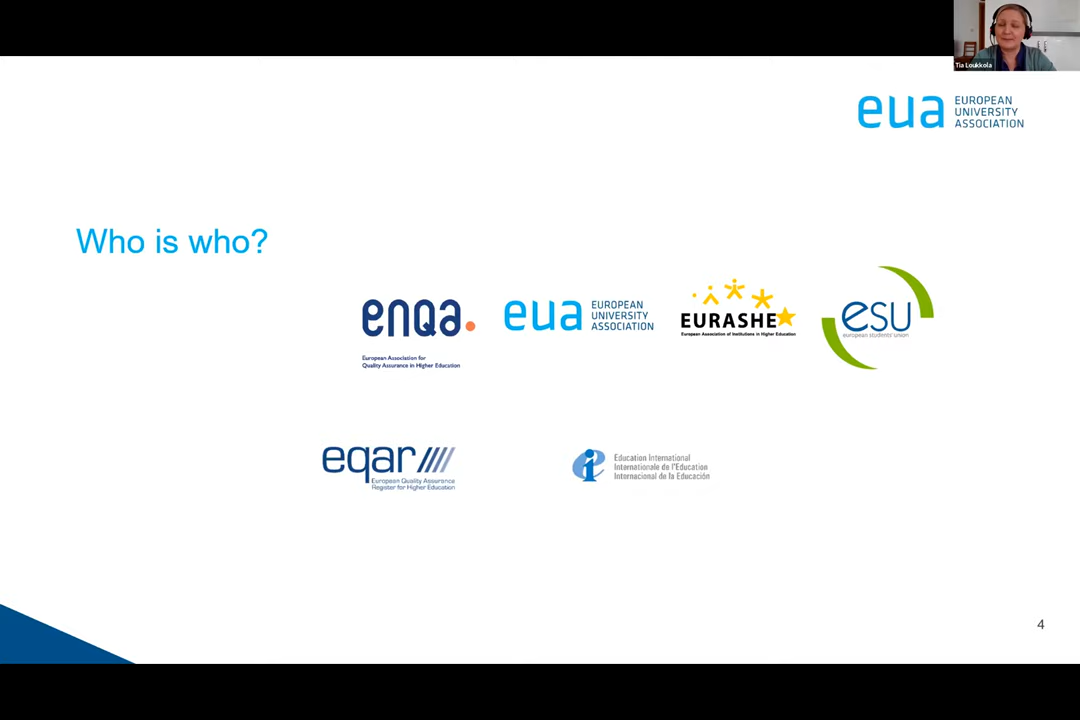 Tia Loukkola
eua EUROPEAN
UNIVERSITY
ASSOCIATION
Who is who?
enqa.
European Association for
Quality Assurance in Higher Education
eua EUROPEAN
UNIVERSITY
ASSOCIATION
EURASHE
European Association of Institutions in Higher Education
esu
european students' union
eqar
European Quality Assurance
Register for Higher Education
Education International
Internationale de l'Education
Internacional de la Educación
4